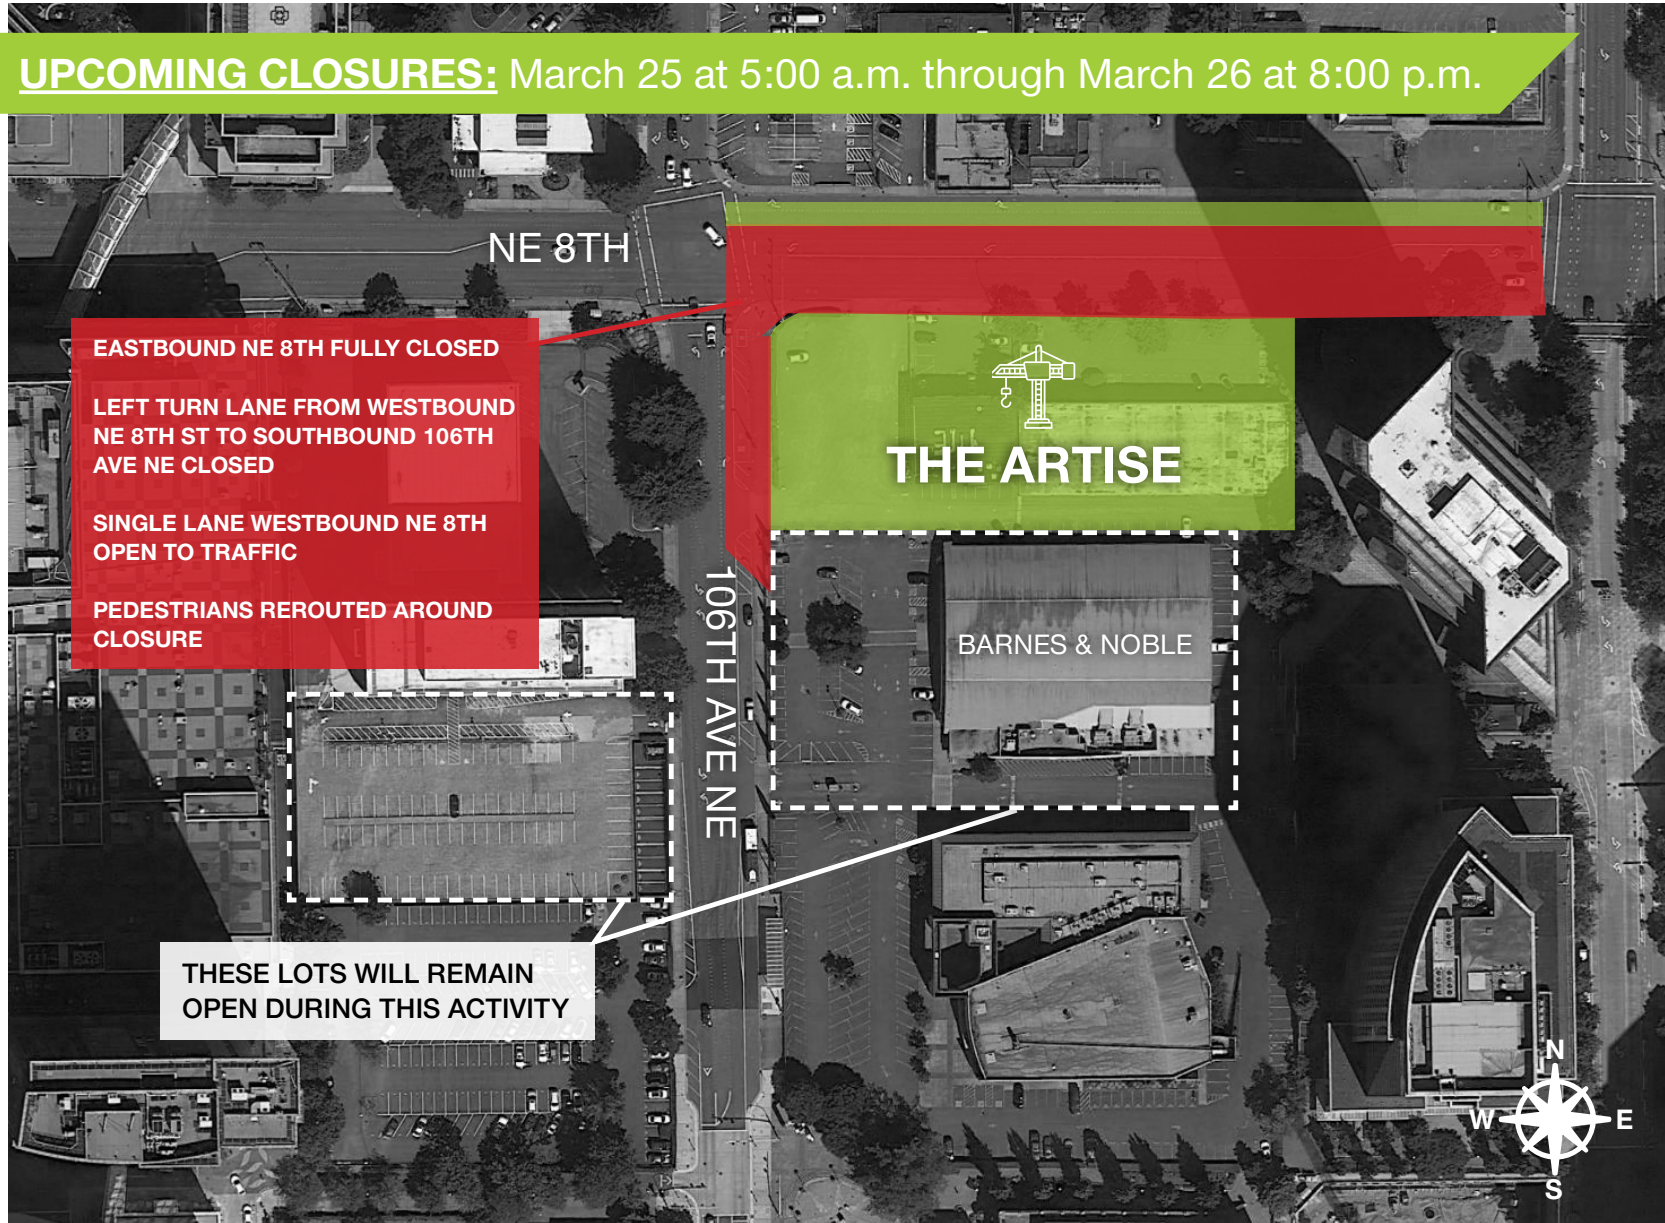 UPCOMING CLOSURES: March 25 at 5:00 a.m. through March 26 at 8:00 p.m.
NE 8TH
EASTBOUND NE 8TH FULLY CLOSED
LEFT TURN LANE FROM WESTBOUND
NE 8TH ST TO SOUTHBOUND 106TH
AVE NE CLOSED
SINGLE LANE WESTBOUND NE 8TH
OPEN TO TRAFFIC
PEDESTRIANS REROUTED AROUND
CLOSURE
THE ARTISE
106TH AVE NE
BARNES & NOBLE
THESE LOTS WILL REMAIN
OPEN DURING THIS ACTIVITY
N
W
E
S